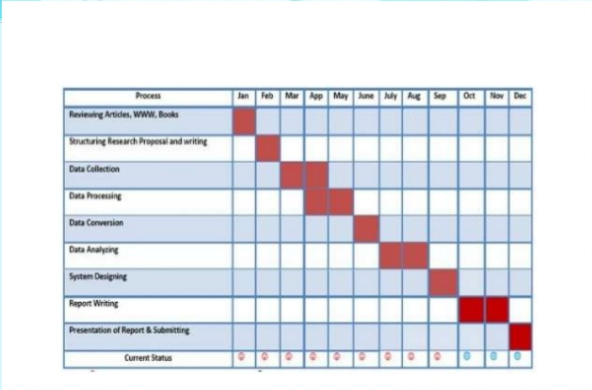 Process Jan Feb Mar App May June July Aug Sep Oct Nov Dec
Reviewing Articles, WWW, Books
Structuring Research Proposal and writing
Data Collection
Data Processing
Data Conversion
Data Analyzing
System Designing
Report Writing
Presentation of Report & Submitting
Current Status